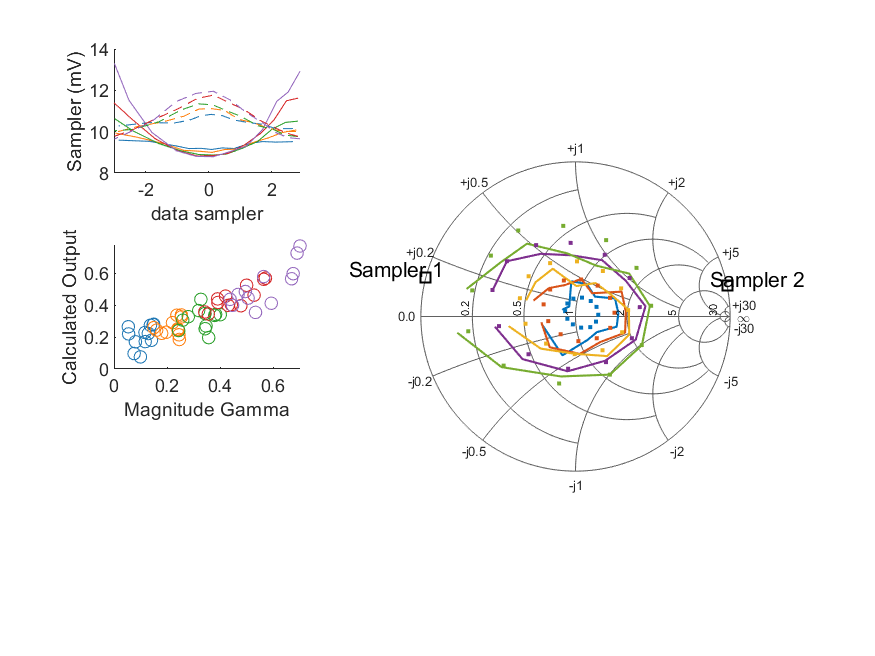 14
12
10
8
Sampler (mV)
-2
0
2
data sampler
0.6
0.4
0.2
0
Calculated Output
0
0.2
0.4
0.6
Magnitude Gamma
+j1
+j0.5
+j2
+j0.2
+j5
Sampler 1
Sampler 2
0.0
0.2
0.5
1
2
5
30
+j30
∞
-j30
-j0.2
-j5
-j0.5
-j2
-j1